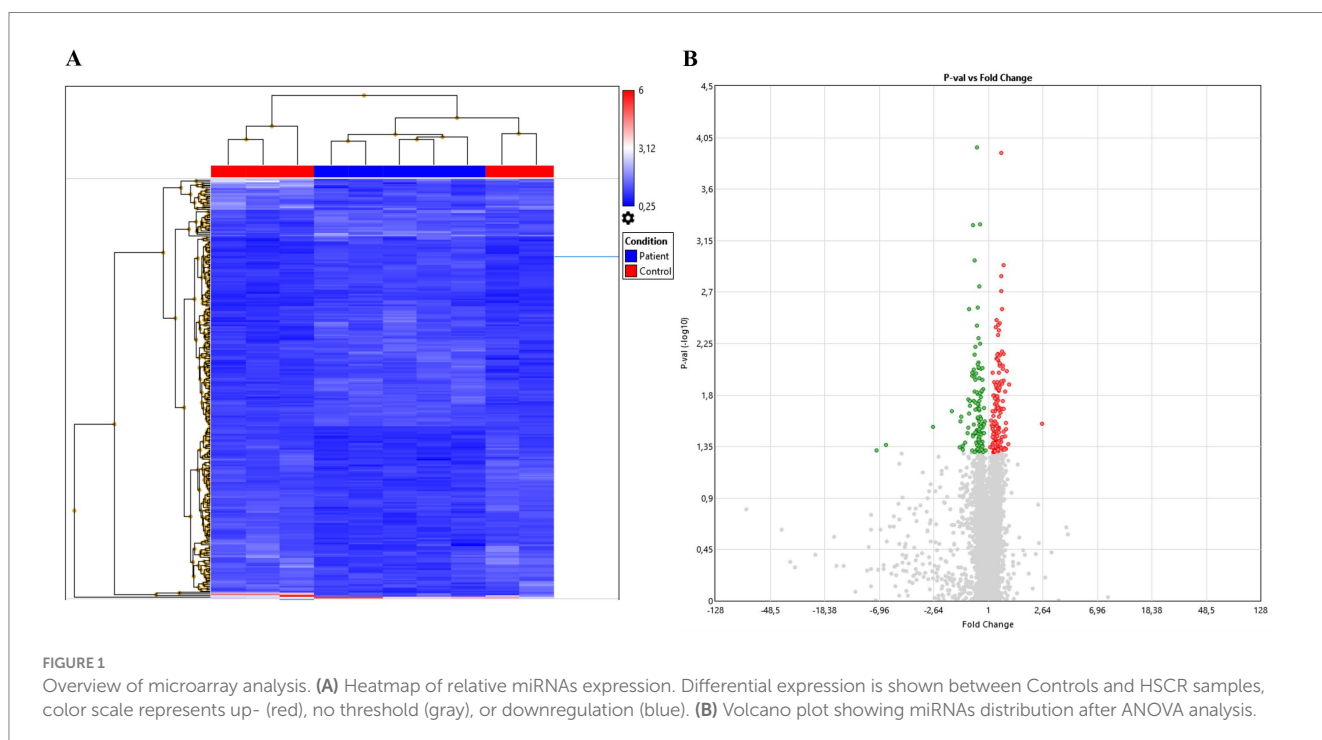 A
6
3,12
0,25
Condition
Patient
Control
B
P-val vs Fold Change
4,5
4,05
3,6
3,15
2,7
2,25
1,8
1,35
0,9
0,45
0
P-val (-log10)
-128
-48,5
-18,38
-6,96
-2,64
1
2,64
6,96
18,38
48,5
128
Fold Change
FIGURE 1
Overview of microarray analysis. (A) Heatmap of relative miRNAs expression. Differential expression is shown between Controls and HSCR samples,
color scale represents up- (red), no threshold (gray), or downregulation (blue). (B) Volcano plot showing miRNAs distribution after ANOVA analysis.